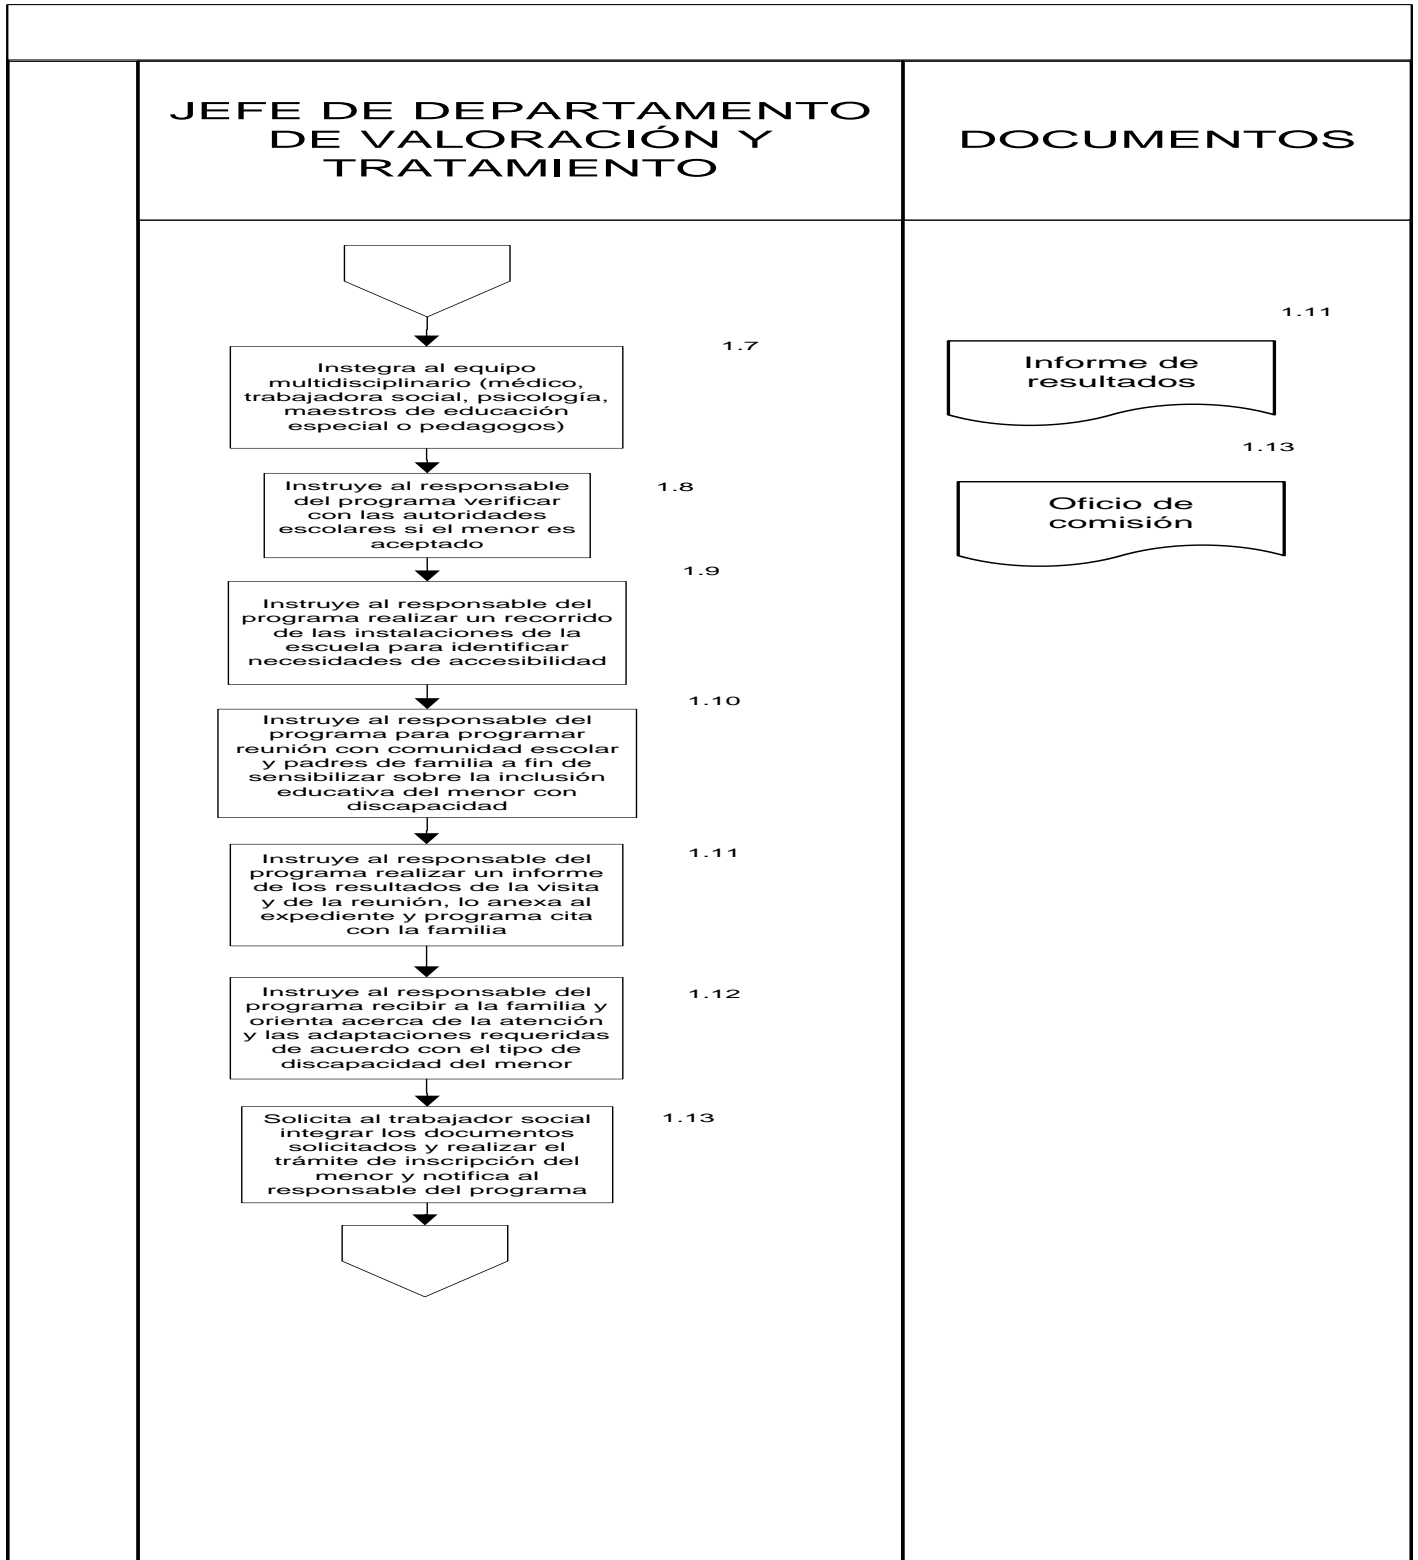 JEFE DE DEPARTAMENTO
DE VALORACIÓN Y
TRATAMIENTO
DOCUMENTOS
1.7
Instegra al equipo
multidisciplinario (médico,
trabajadora social, psicología,
maestros de educación
especial o pedagogos)
1.8
Instruye al responsable
del programa verificar
con las autoridades
escolares si el menor es
aceptado
1.9
Instruye al responsable del
programa realizar un recorrido
de las instalaciones de la
escuela para identificar
necesidades de accesibilidad
1.10
Instruye al responsable del
programa para programar
reunión con comunidad escolar
y padres de familia a fin de
sensibilizar sobre la inclusión
educativa del menor con
discapacidad
1.11
Instruye al responsable del
programa realizar un informe
de los resultados de la visita
y de la reunión, lo anexa al
expediente y programa cita
con la familia
1.12
Instruye al responsable del
programa recibir a la familia y
orienta acerca de la atención
y las adaptaciones requeridas
de acuerdo con el tipo de
discapacidad del menor
1.13
Solicita al trabajador social
integrar los documentos
solicitados y realizar el
trámite de inscripción del
menor y notifica al
responsable del programa
1.11
Informe de
resultados
1.13
Oficio de
comisión